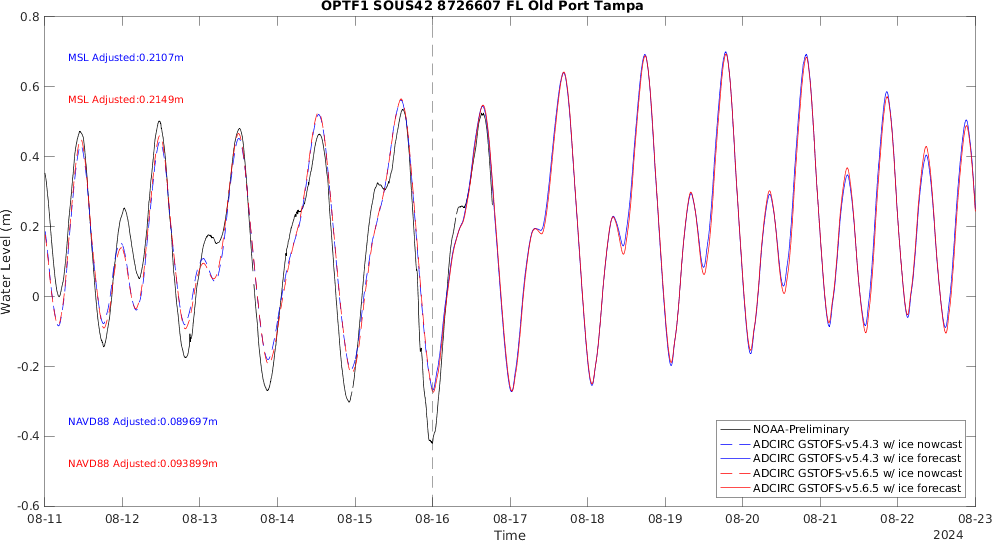 OPTF1 SOUS42 8726607 FL Old Port Tampa
0.8
0.6
0.4
0.2
0
-0.2
-0.4
-0.6
Water Level (m)
MSL Adjusted:0.2107m
MSL Adjusted:0.2149m
NAVD88 Adjusted:0.089697m
NAVD88 Adjusted:0.093899m
NOAA-Preliminary
ADCIRC GSTOFS-v5.4.3 w/ ice nowcast
ADCIRC GSTOFS-v5.4.3 w/ ice forecast
ADCIRC GSTOFS-v5.6.5 w/ ice nowcast
ADCIRC GSTOFS-v5.6.5 w/ ice forecast
08-11 08-12 08-13 08-14 08-15 08-16 08-17 08-18 08-19 08-20 08-21 08-22 08-23
Time
2024